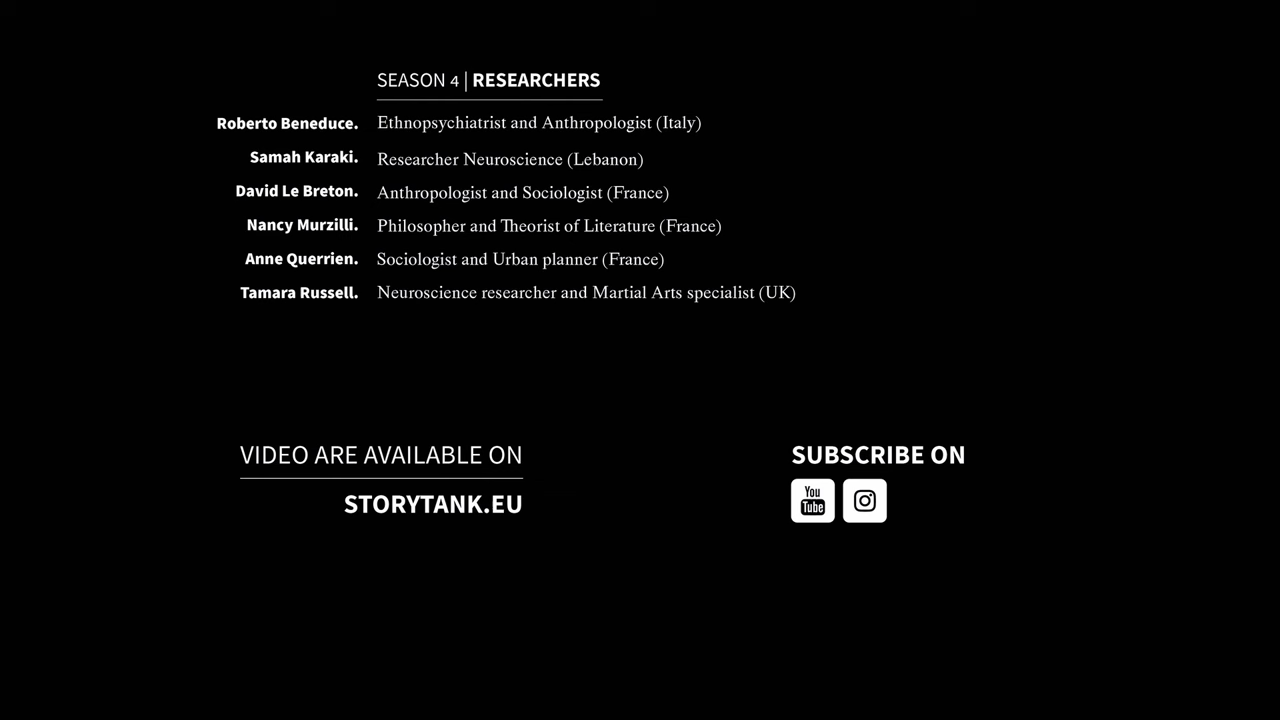 SEASON 4 | RESEARCHERS
Roberto Beneduce. Ethnopsychiatrist and Anthropologist (Italy)
Samah Karaki. Researcher Neuroscience (Lebanon)
David Le Breton. Anthropologist and Sociologist (France)
Nancy Murzilli. Philosopher and Theorist of Literature (France)
Anne Querrien. Sociologist and Urban planner (France)
Tamara Russell. Neuroscience researcher and Martial Arts specialist (UK)
VIDEO ARE AVAILABLE ON
STORYTANK.EU
SUBSCRIBE ON
You
Tube